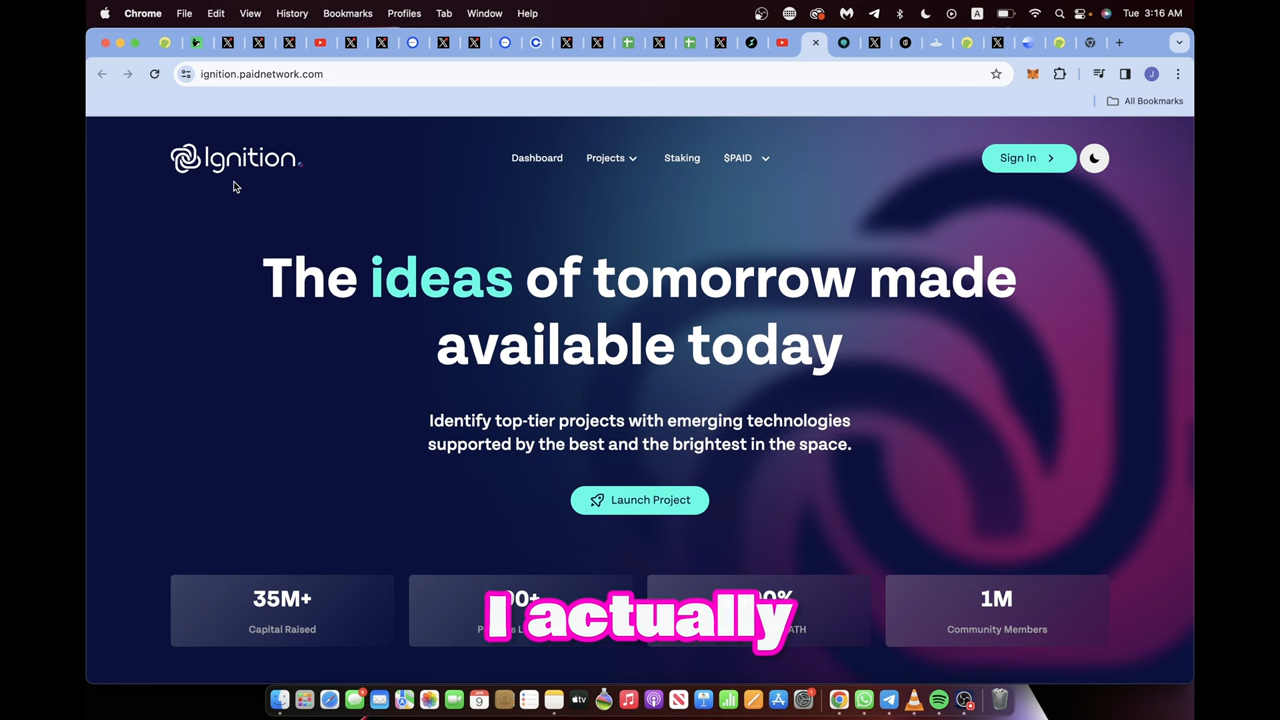 Chrome File Edit View History Bookmarks Profiles Tab Window Help A Tue 3:16 AM
ignition.paidnetwork.com J
All Bookmarks
Ignition
Dashboard Projects Staking $PAID Sign In
The ideas of tomorrow made
available today
Identify top-tier projects with emerging technologies
supported by the best and the brightest in the space.
Launch Project
35M+
Capital Raised
1M
Community Members
I actually